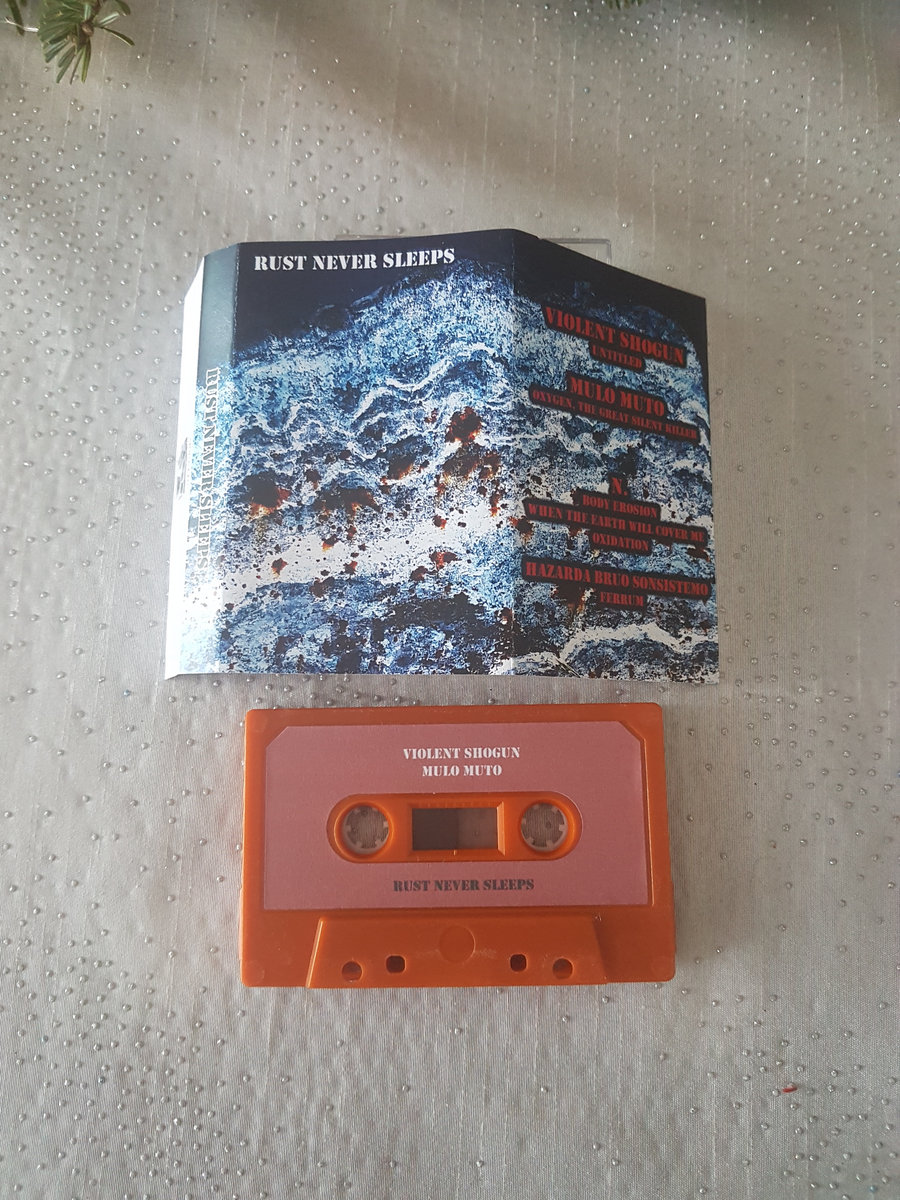 RUST NEVER SLEEPS
RUST NEVER SLEEPS
VIOLENT SHOGUN
UNTITLED
MULO MUTO
OXYGEN, THE GREAT SILENT KILLER
N.
BODY EROSION
WHEN THE EARTH WILL COVER ME
OXIDATION
HAZARDA BRUO SONSISTEMO
FERRUM
VIOLENT SHOGUN
MULO MUTO
RUST NEVER SLEEPS